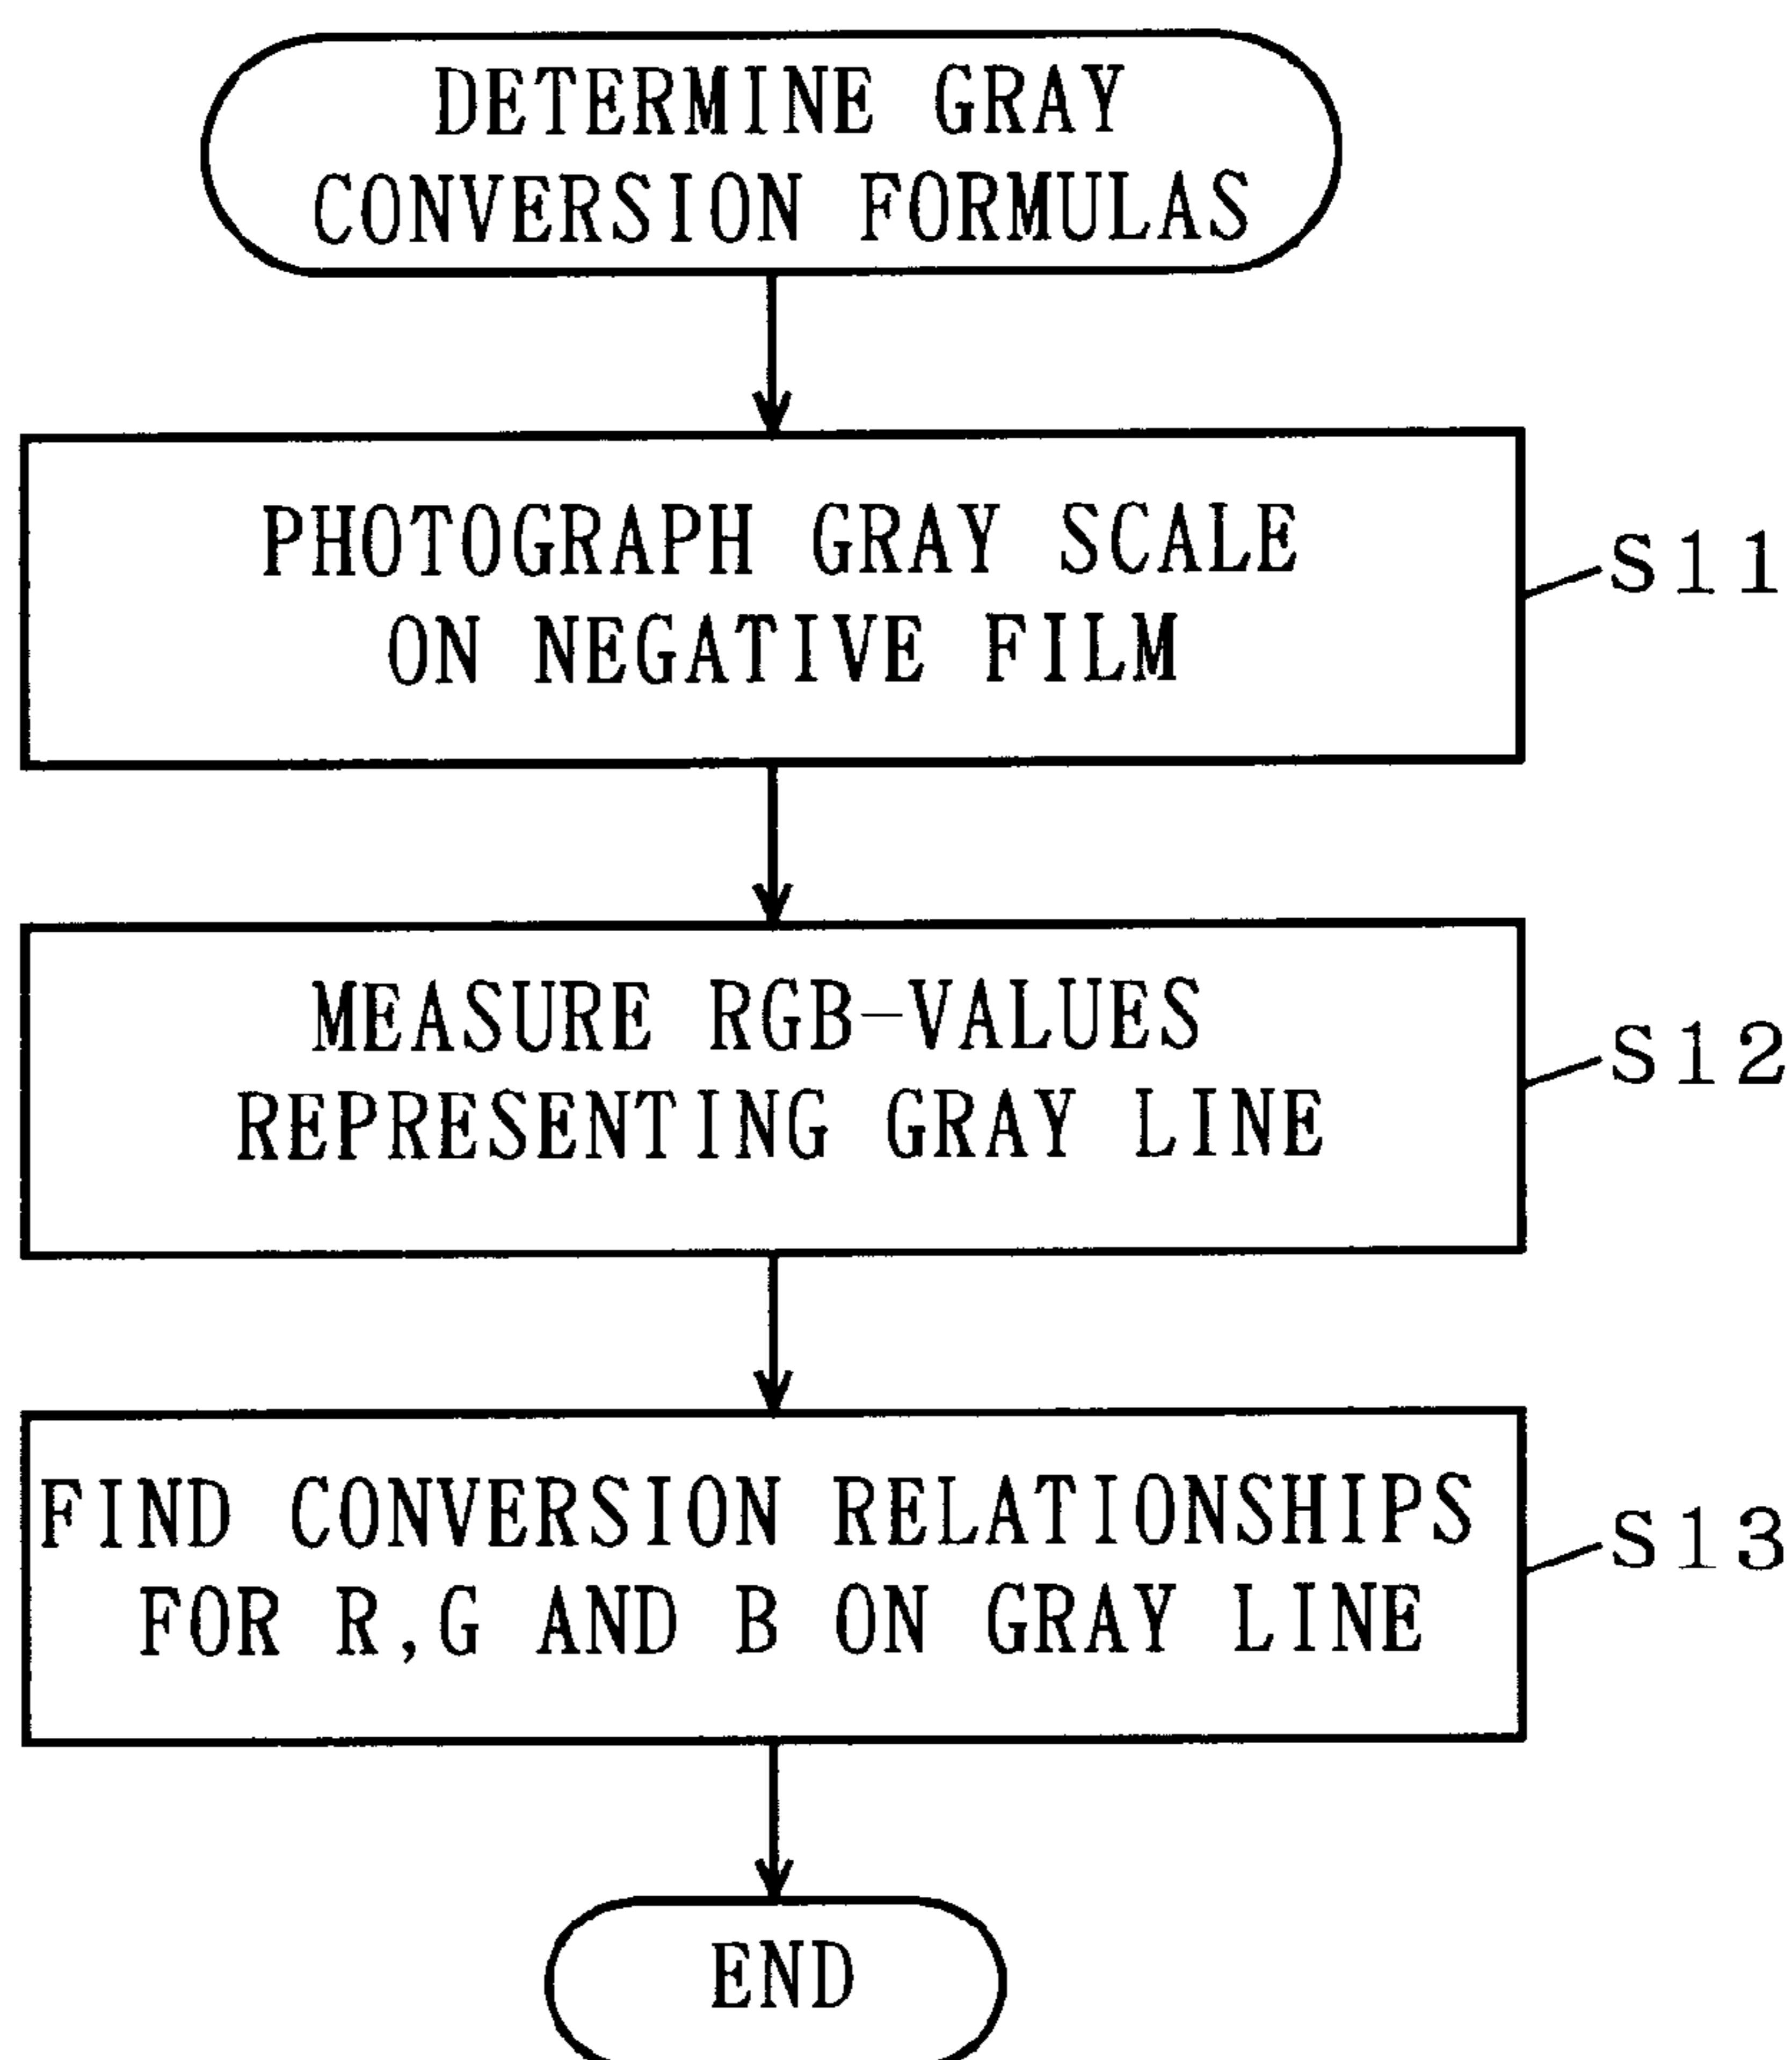 DETERMINE GRAY
CONVERSION FORMULAS
PHOTOGRAPH GRAY SCALE
ON NEGATIVE FILM
S11
MEASURE RGB-VALUES
REPRESENTING GRAY LINE
S12
FIND CONVERSION RELATIONSHIPS
FOR R,G AND B ON GRAY LINE
S13
END